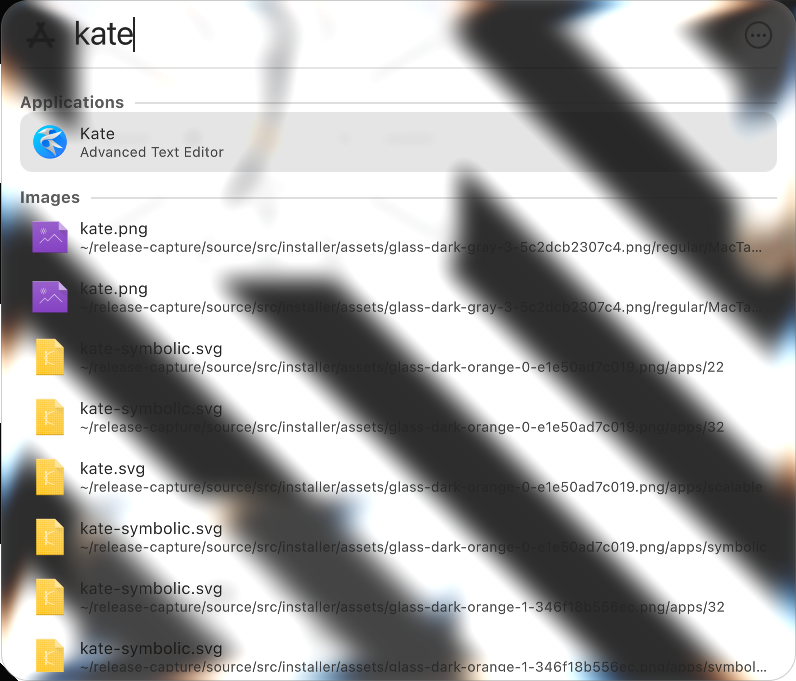 kate
Applications
Kate
Advanced Text Editor
Images
kate.png
~/release-capture/source/src/installer/assets/glass-dark-gray-3-5c2dcb2307c4.png/regular/MacTa...
kate.png
~/release-capture/source/src/installer/assets/glass-dark-gray-3-5c2dcb2307c4.png/regular/MacTa...
kate-symbolic.svg
~/release-capture/source/src/installer/assets/glass-dark-orange-0-e1e50ad7c019.png/apps/22
kate-symbolic.svg
~/release-capture/source/src/installer/assets/glass-dark-orange-0-e1e50ad7c019.png/apps/32
kate.svg
~/release-capture/source/src/installer/assets/glass-dark-orange-0-e1e50ad7c019.png/apps/scalable
kate-symbolic.svg
~/release-capture/source/src/installer/assets/glass-dark-orange-0-e1e50ad7c019.png/apps/symbolic
kate-symbolic.svg
~/release-capture/source/src/installer/assets/glass-dark-orange-1-346f18b556ec.png/apps/32
kate-symbolic.svg
~/release-capture/source/src/installer/assets/glass-dark-orange-1-346f18b556ec.png/apps/symbol...